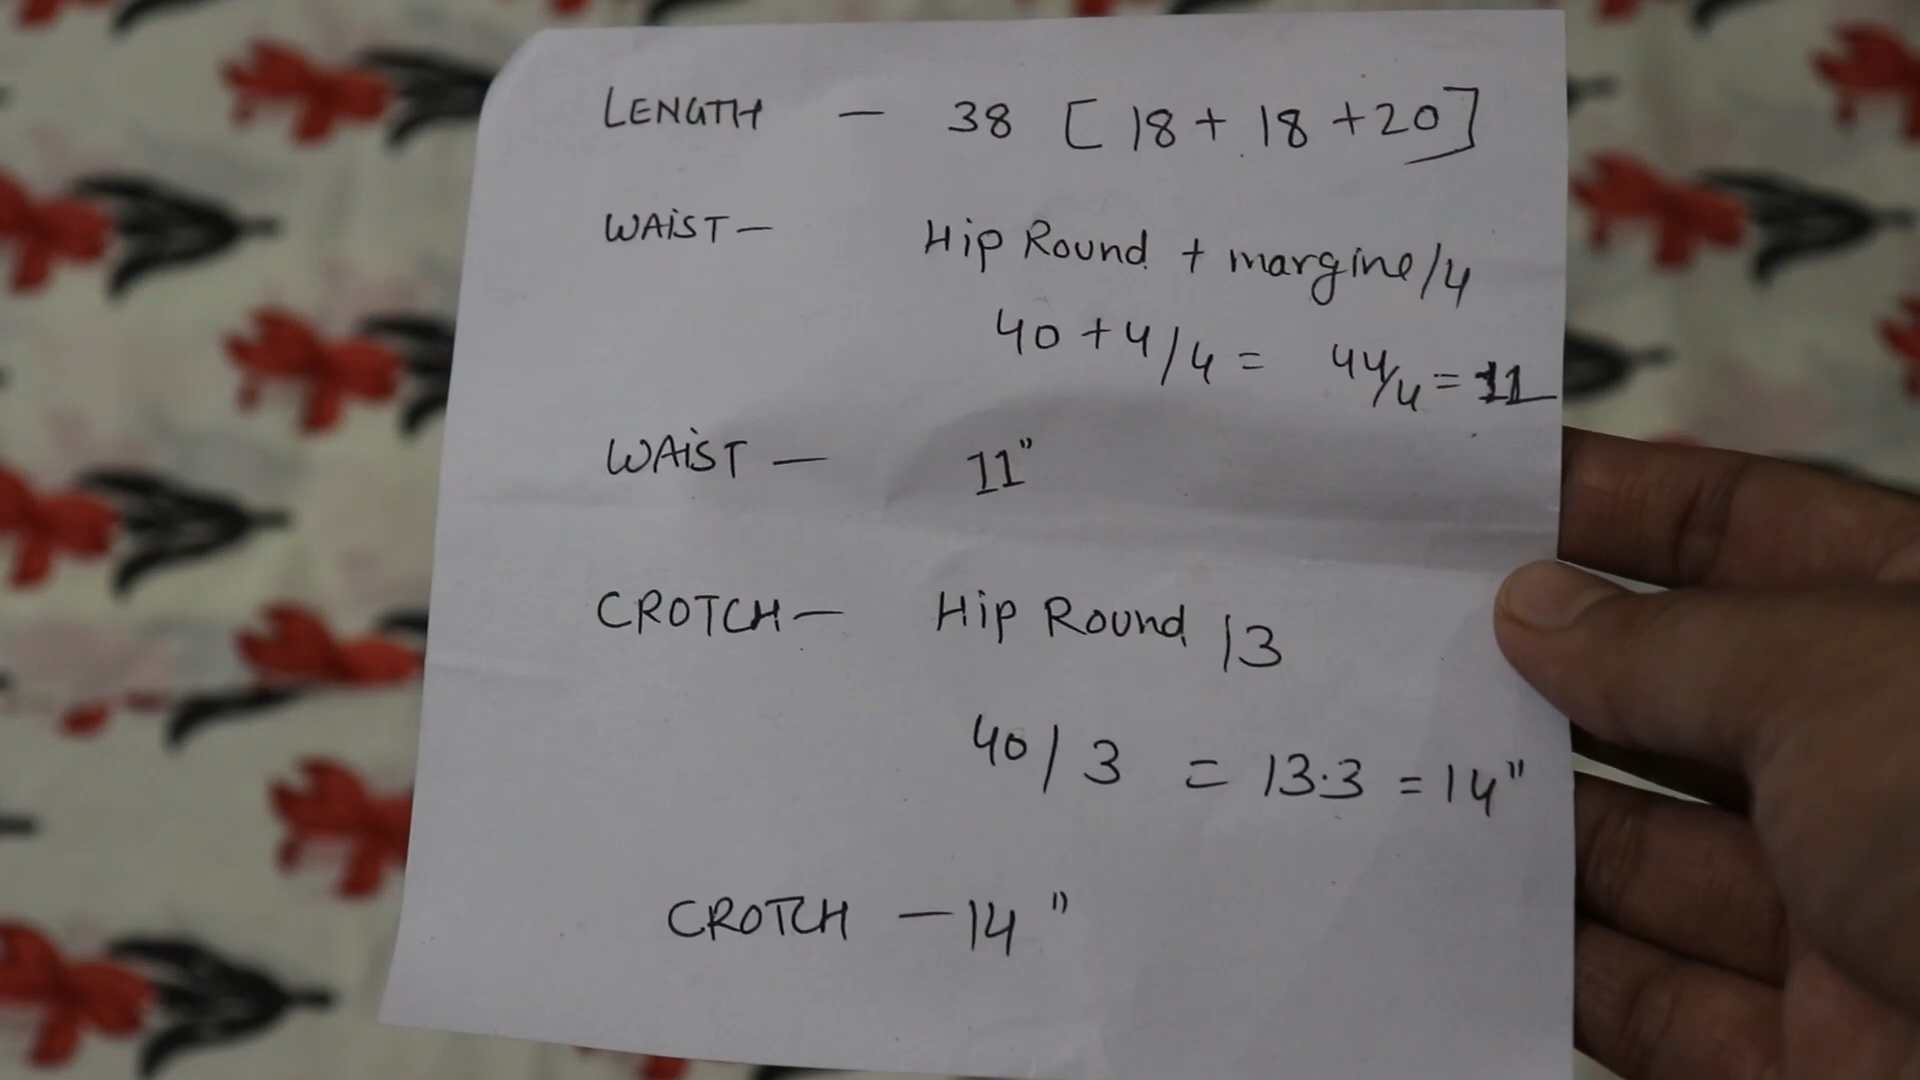 LENGTH — 38 [18 + 18 + 20]
WAIST — Hip Round + margine/4
40 + 4/4 = 44/4 = 11
WAIST — 11"
CROTCH — Hip Round /3
40/3 = 13.3 = 14"
CROTCH — 14"